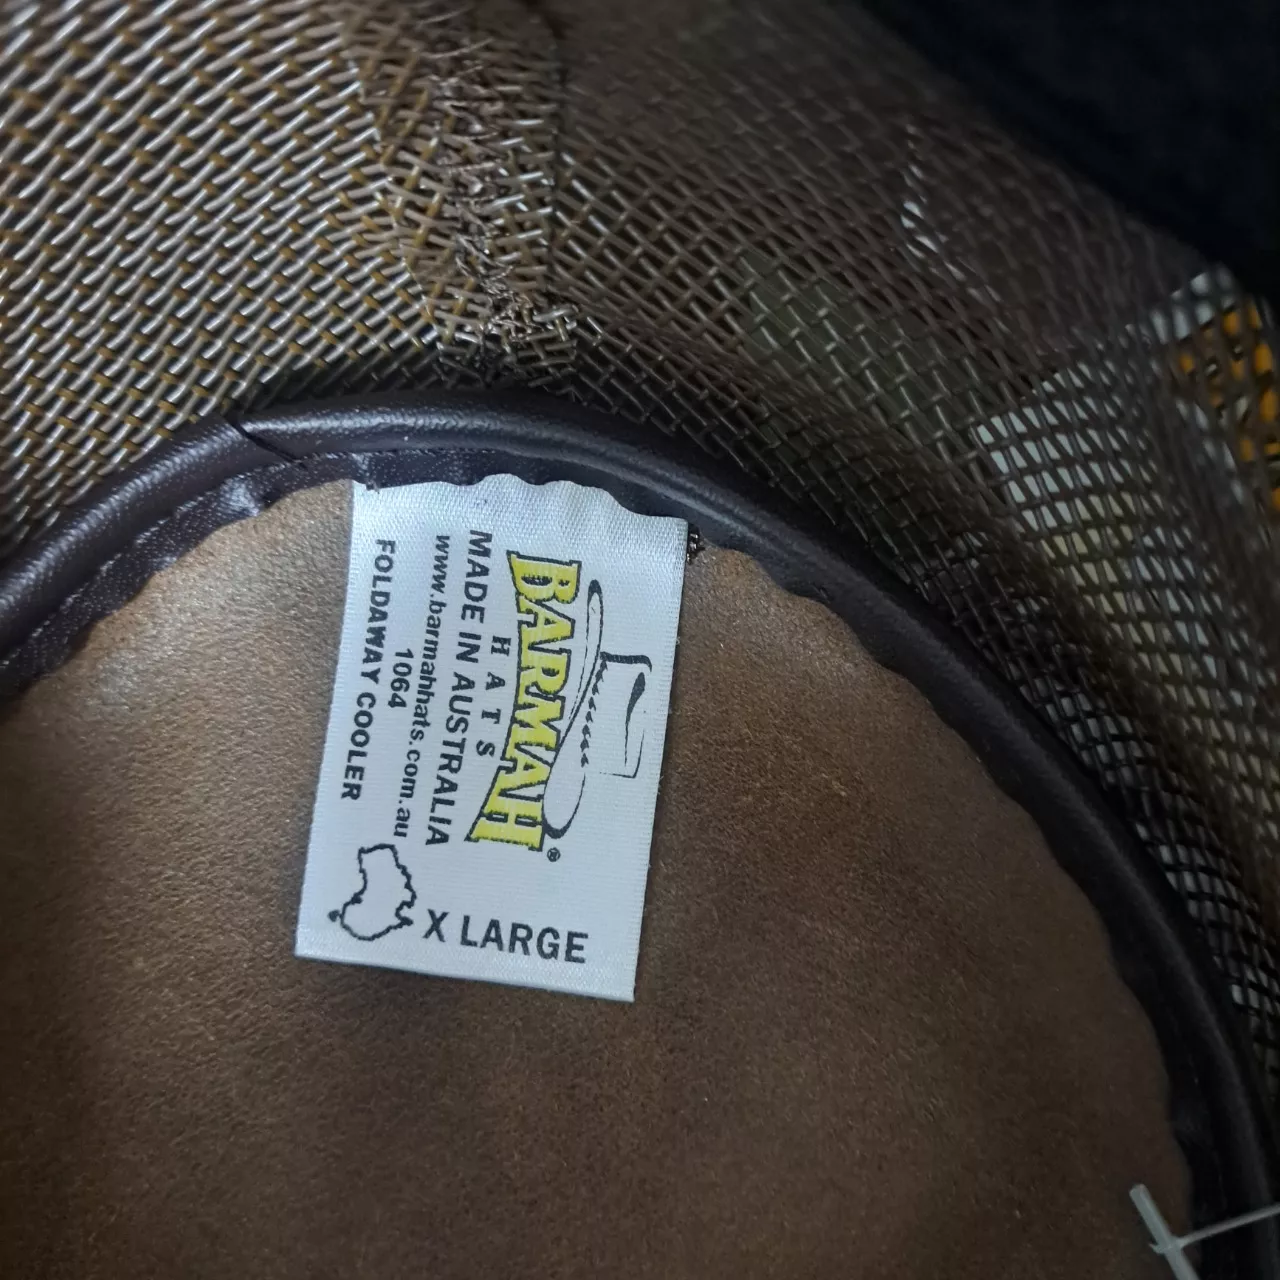 BARMAH®
HATS
MADE IN AUSTRALIA
www.barmahhats.com.au
1064
FOLDAWAY COOLER
X LARGE